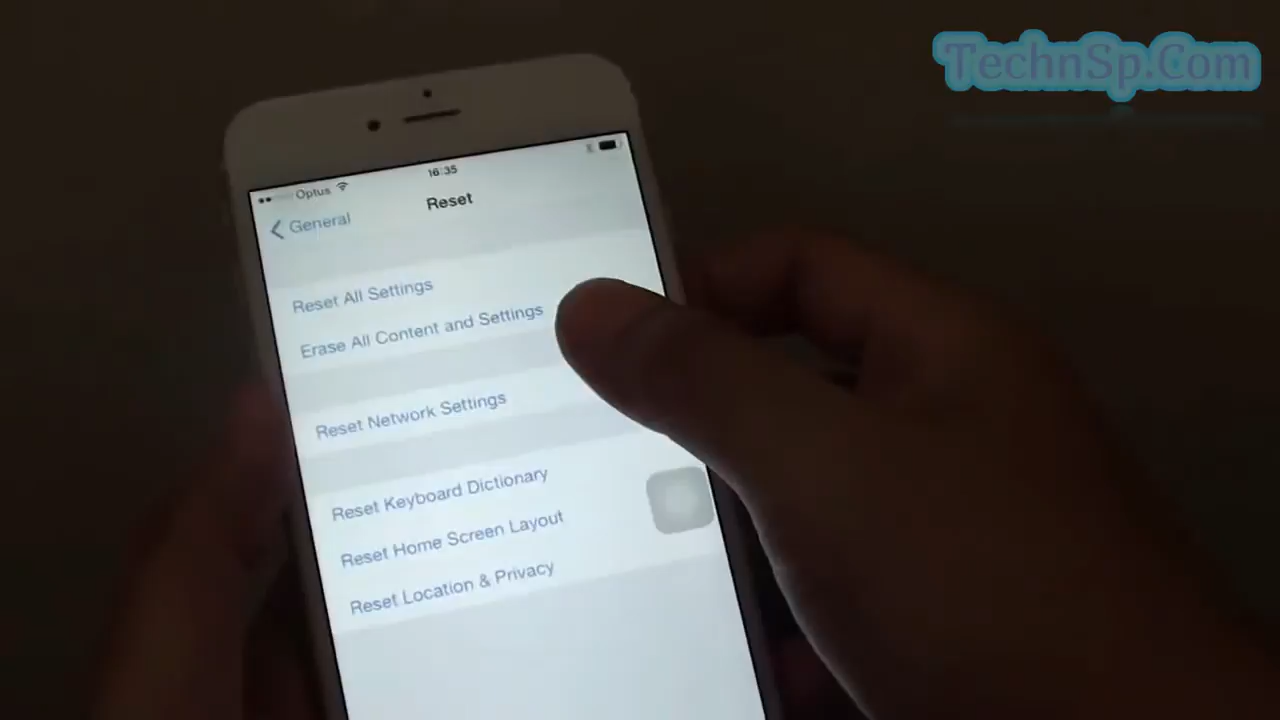 TechnSp.Com
Optus
16:35
General
Reset
Reset All Settings
Erase All Content and Settings
Reset Network Settings
Reset Keyboard Dictionary
Reset Home Screen Layout
Reset Location & Privacy